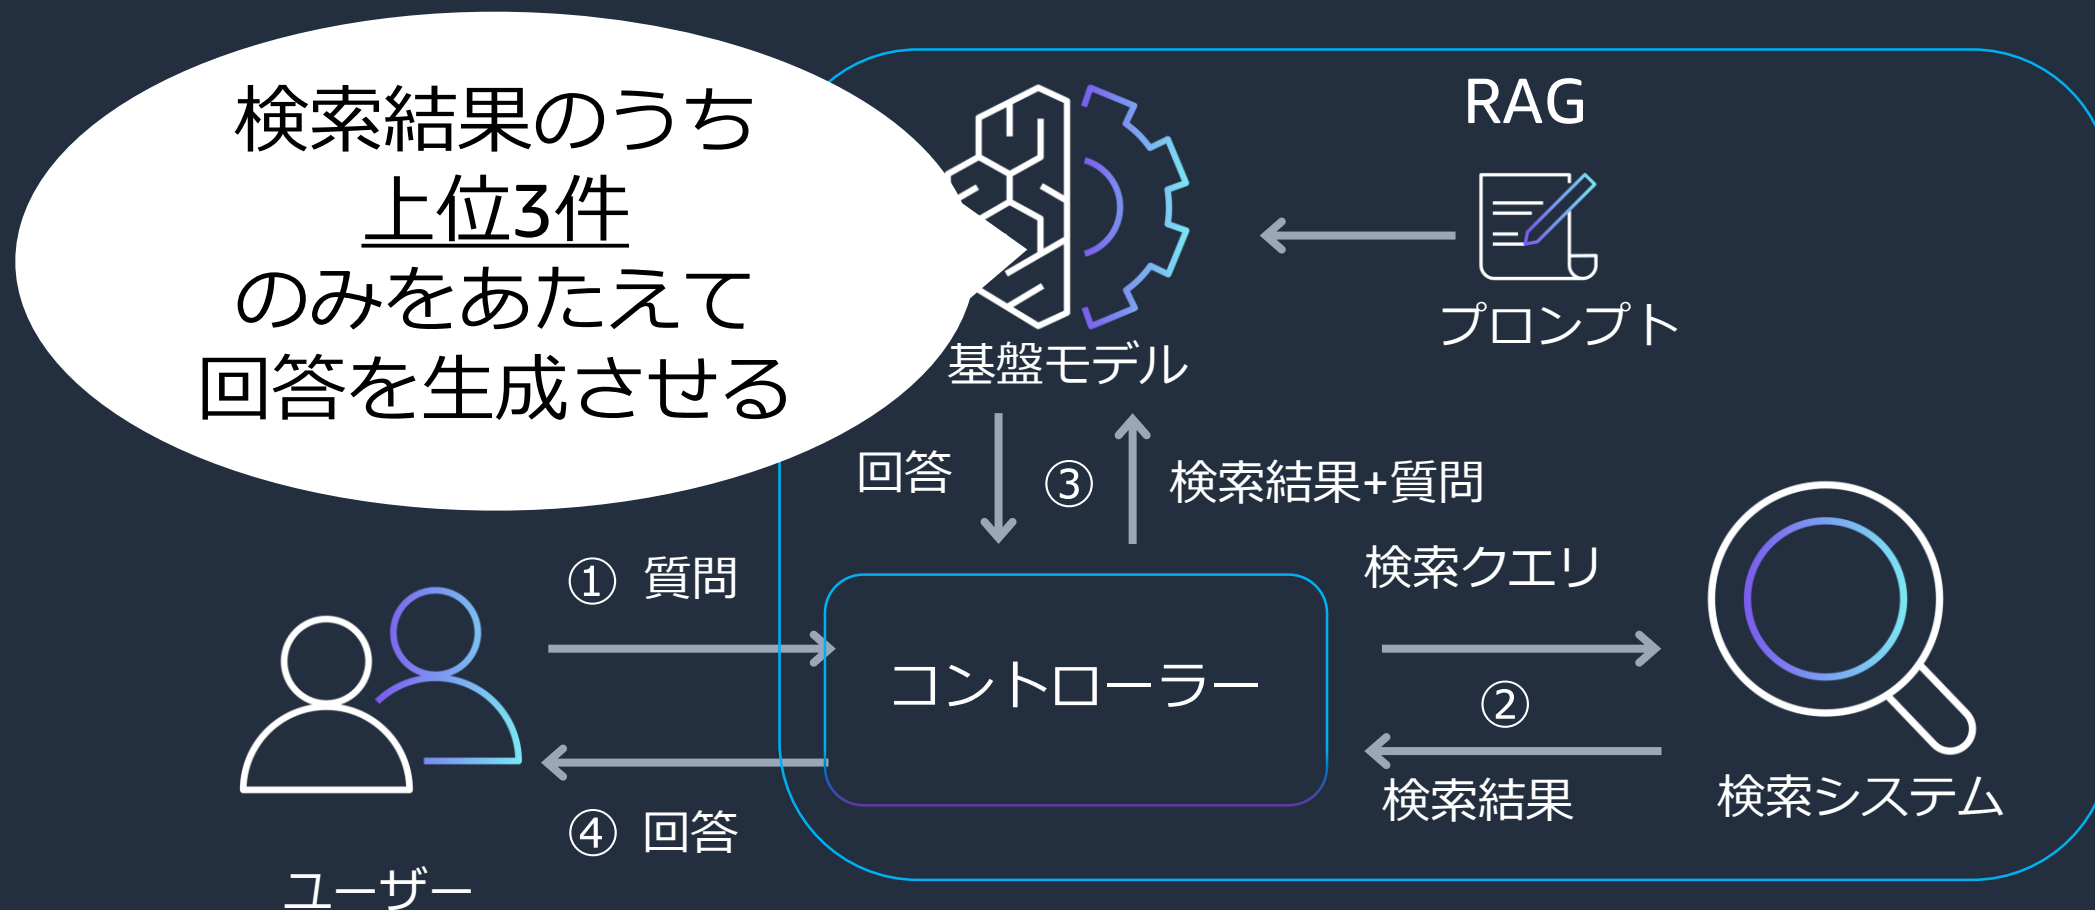 検索結果のうち
上位3件
のみをあたえて
回答を生成させる
RAG
プロンプト
基盤モデル
回答
③
検索結果+質問
① 質問
検索クエリ
コントローラー
②
検索結果
検索システム
④ 回答
ユーザー